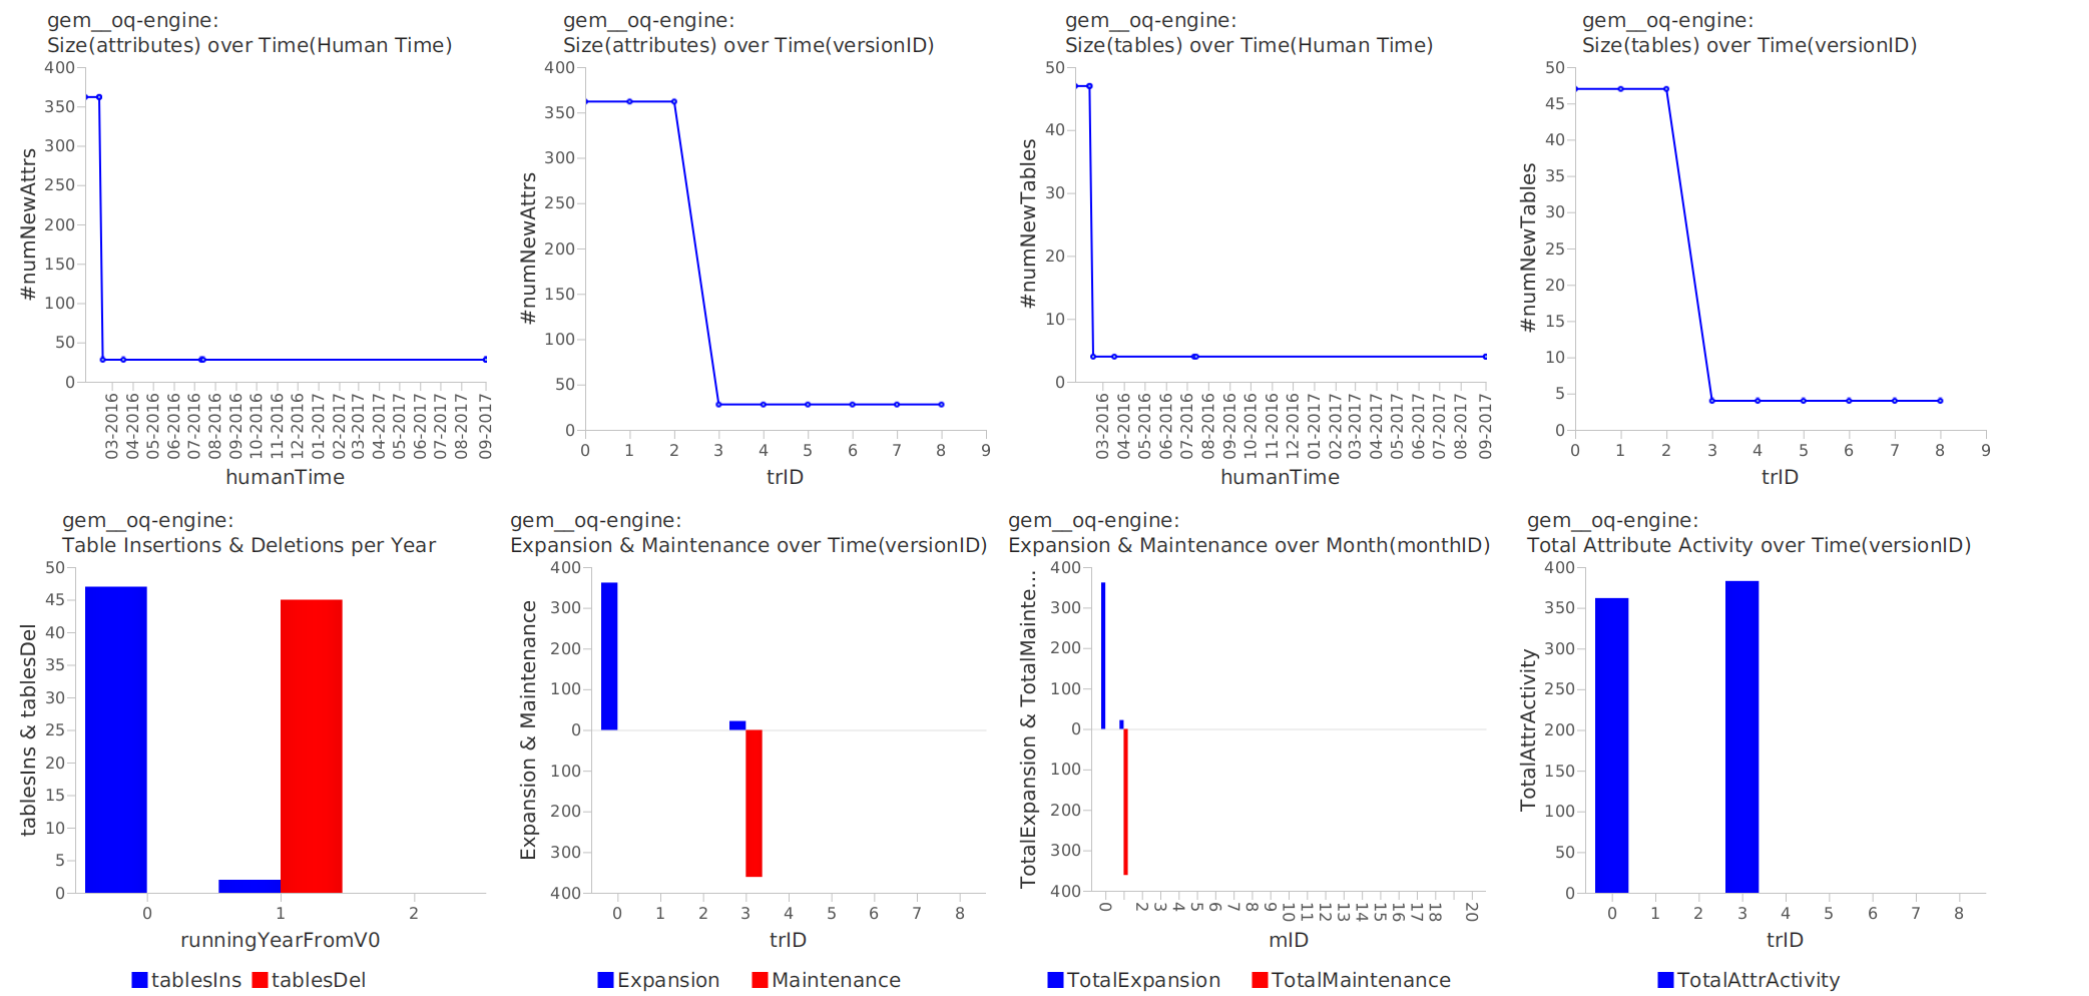 gem__oq-engine:
Size(attributes) over Time(Human Time)
400
350
300
250
200
150
100
50
0
#numNewAttrs
03-2016
04-2016
05-2016
06-2016
07-2016
08-2016
09-2016
10-2016
11-2016
12-2016
01-2017
02-2017
03-2017
04-2017
05-2017
06-2017
07-2017
08-2017
09-2017
humanTime
gem__oq-engine:
Size(attributes) over Time(versionID)
400
350
300
250
200
150
100
50
0
#numNewAttrs
0 1 2 3 4 5 6 7 8 9
trID
gem__oq-engine:
Size(tables) over Time(Human Time)
50
40
30
20
10
0
#numNewTables
03-2016
04-2016
05-2016
06-2016
07-2016
08-2016
09-2016
10-2016
11-2016
12-2016
01-2017
02-2017
03-2017
04-2017
05-2017
06-2017
07-2017
08-2017
09-2017
humanTime
gem__oq-engine:
Size(tables) over Time(versionID)
50
45
40
35
30
25
20
15
10
5
0
#numNewTables
0 1 2 3 4 5 6 7 8 9
trID
gem__oq-engine:
Table Insertions & Deletions per Year
50
45
40
35
30
25
20
15
10
5
0
tablesIns & tablesDel
0 1 2
runningYearFromV0
tablesIns tablesDel
gem__oq-engine:
Expansion & Maintenance over Time(versionID)
400
300
200
100
0
100
200
300
400
Expansion & Maintenance
0 1 2 3 4 5 6 7 8
trID
Expansion Maintenance
gem__oq-engine:
Expansion & Maintenance over Month(monthID)
400
300
200
100
0
100
200
300
400
TotalExpansion & TotalMainte...
0 2 3 4 5 6 7 8 9 10 11 12 13 14 15 16 17 18 20
mID
TotalExpansion TotalMaintenance
gem__oq-engine:
Total Attribute Activity over Time(versionID)
400
350
300
250
200
150
100
50
0
TotalAttrActivity
0 1 2 3 4 5 6 7 8
trID
TotalAttrActivity